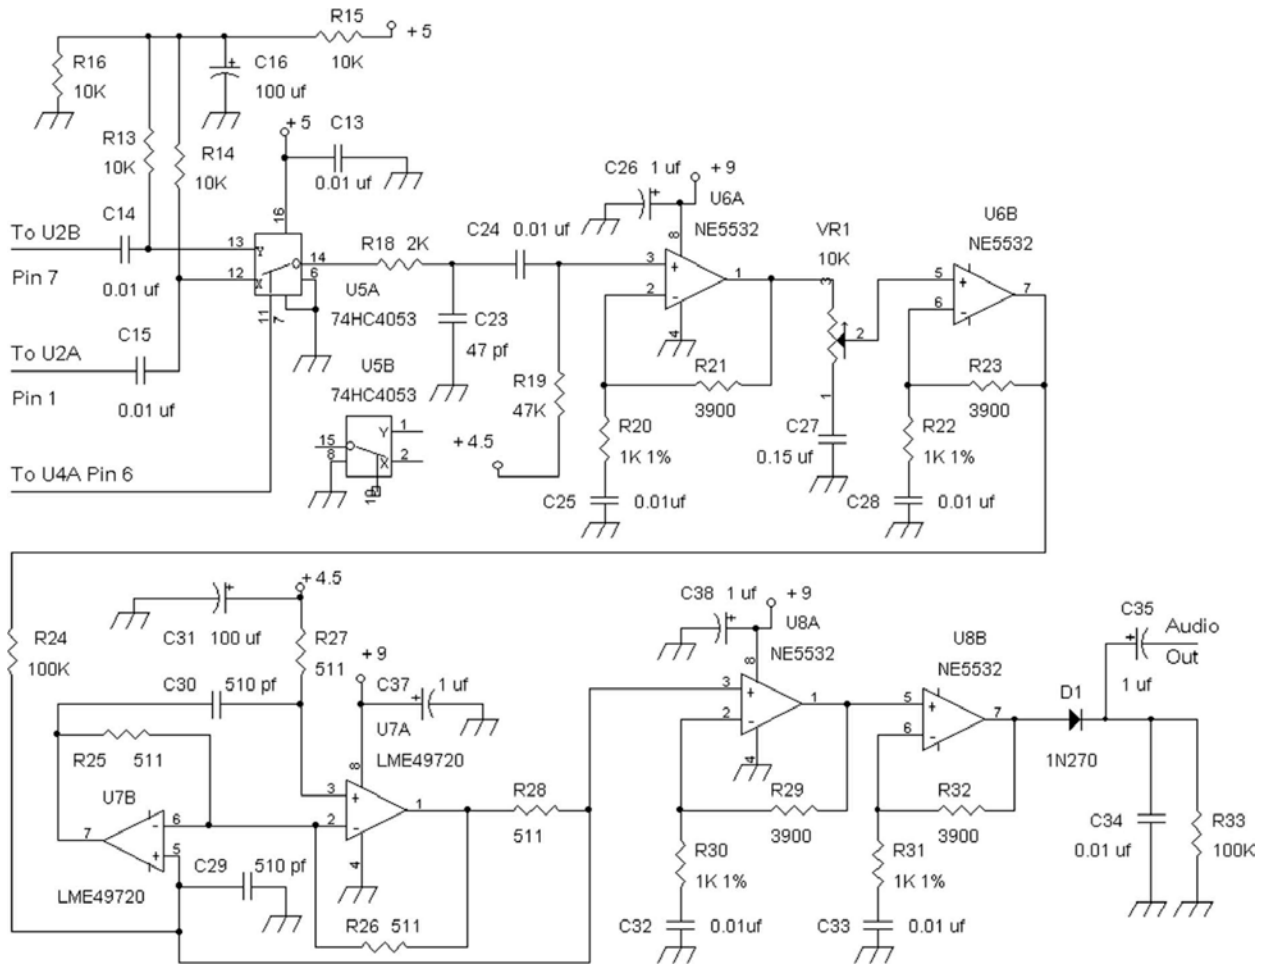 R15
+ 5
10K
R16
10K
C16
100 uf
R13
10K
R14
10K
+ 5
C13
0.01 uf
16
C14
To U2B
Pin 7
0.01 uf
13
Y
12
X
14
6
11
7
U5A
74HC4053
R18 2K
C24 0.01 uf
C23
47 pf
C15
To U2A
Pin 1
0.01 uf
To U4A Pin 6
U5B
74HC4053
15
8
Y
1
X
2
10
R19
47K
+ 4.5
C26 1 uf
+ 9
U6A
NE5532
8
3
+
2
-
1
4
R21
3900
R20
1K 1%
C25 0.01uf
VR1
10K
3
2
1
C27
0.15 uf
U6B
NE5532
5
+
6
-
7
R23
3900
R22
1K 1%
C28 0.01 uf
R24
100K
+ 4.5
C31 100 uf
R27
511
C30 510 pf
R25 511
U7B
7
-
6
+
5
LME49720
C29 510 pf
+ 9
C37 1 uf
U7A
LME49720
8
3
+
2
-
1
4
R28
511
R26 511
C38 1 uf
+ 9
U8A
NE5532
8
3
+
2
-
1
4
R29
3900
R30
1K 1%
C32 0.01uf
U8B
NE5532
5
+
6
-
7
R32
3900
R31
1K 1%
C33 0.01 uf
D1
1N270
C35
1 uf
Audio
Out
C34
0.01 uf
R33
100K